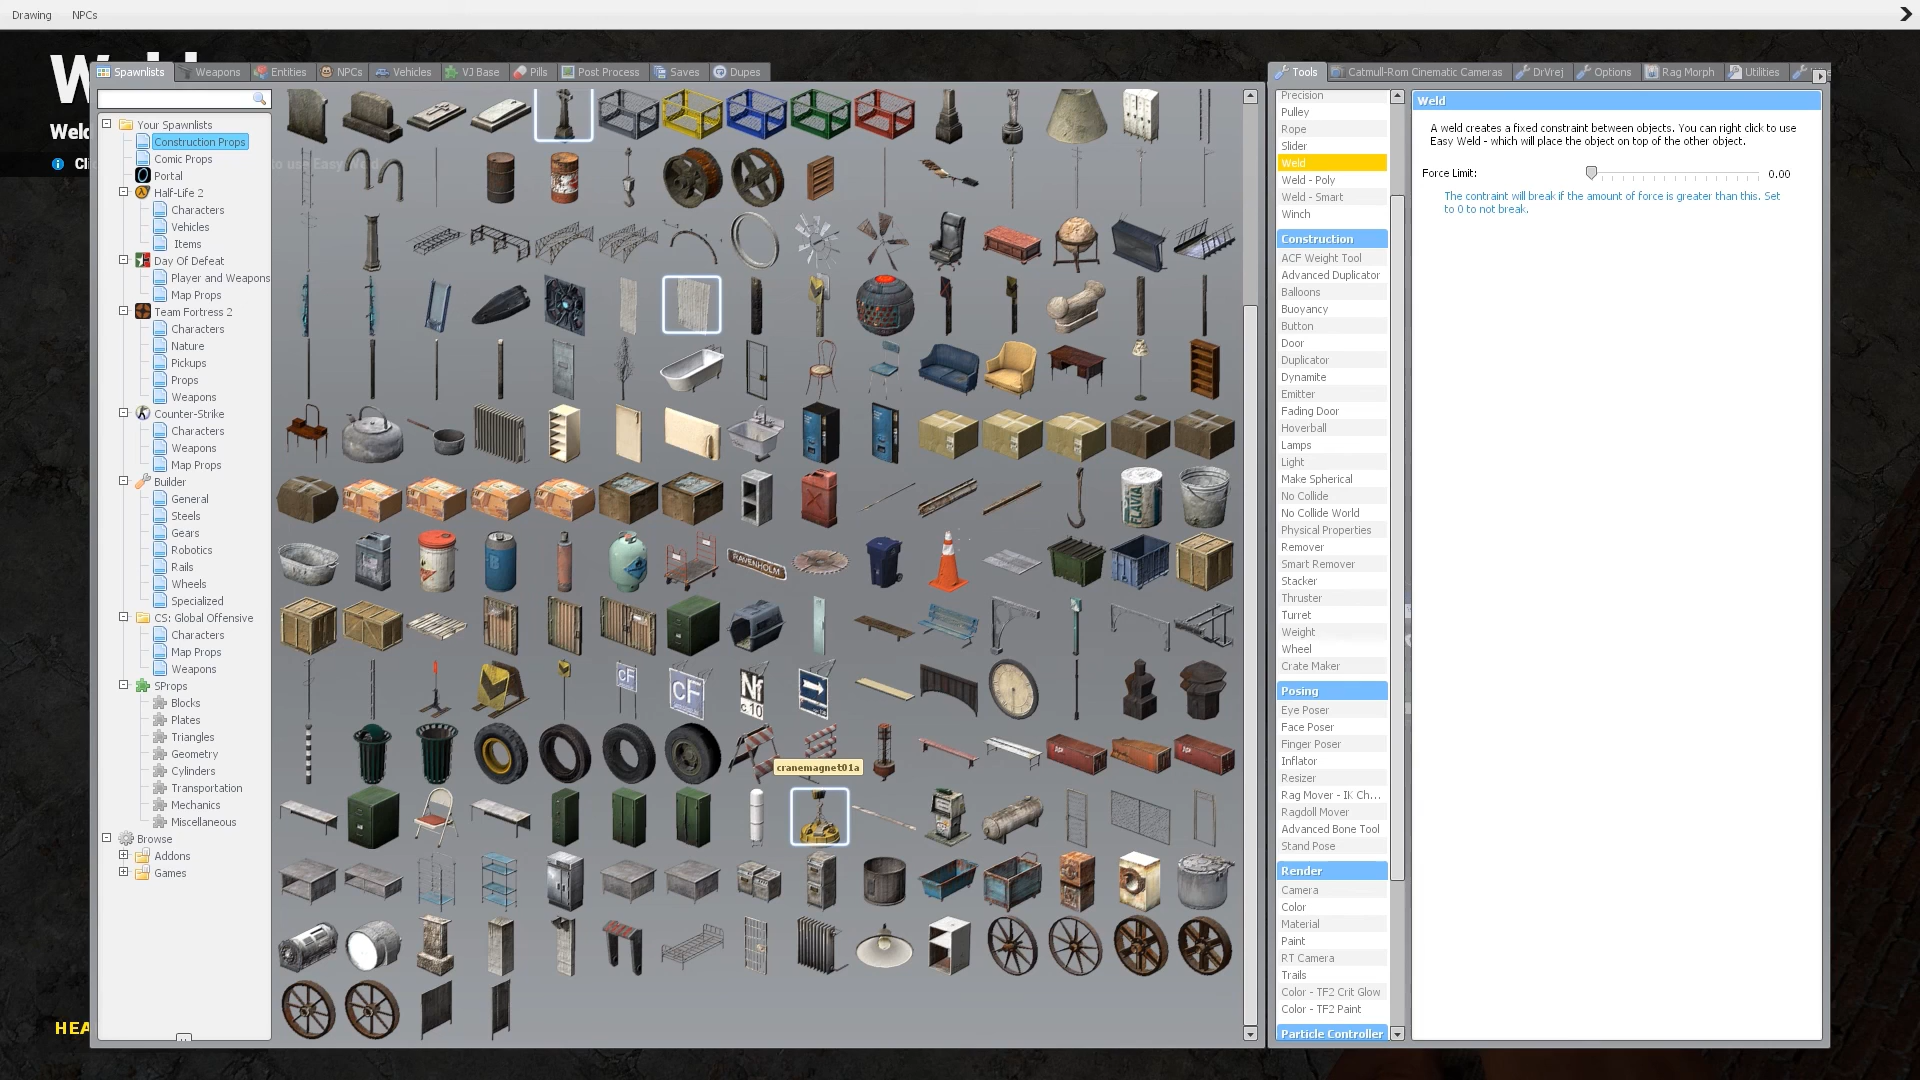 Drawing NPCs
Spawnlists Weapons Entities NPCs Vehicles VJ Base Pills Post Process Saves Dupes
Your Spawnlists
Construction Props
Comic Props
Portal
Half-Life 2
Characters
Vehicles
Items
Day Of Defeat
Player and Weapons
Map Props
Team Fortress 2
Characters
Nature
Pickups
Props
Weapons
Counter-Strike
Characters
Weapons
Map Props
Builder
General
Steels
Gears
Robotics
Rails
Wheels
Specialized
CS: Global Offensive
Characters
Map Props
Weapons
SProps
Blocks
Plates
Triangles
Geometry
Cylinders
Transportation
Mechanics
Miscellaneous
Browse
Addons
Games
to use Easy Weld
HEA
FLAVIA
RAVENHOLM
cF
cF
Nf
c 10
cranemagnet01a
Tools Catmull-Rom Cinematic Cameras DrVrej Options Rag Morph Utilities
Precision
Pulley
Rope
Slider
Weld
Weld - Poly
Weld - Smart
Winch
Construction
ACF Weight Tool
Advanced Duplicator
Balloons
Buoyancy
Button
Door
Duplicator
Dynamite
Emitter
Fading Door
Hoverball
Lamps
Light
Make Spherical
No Collide
No Collide World
Physical Properties
Remover
Smart Remover
Stacker
Thruster
Turret
Weight
Wheel
Crate Maker
Posing
Eye Poser
Face Poser
Finger Poser
Inflator
Resizer
Rag Mover - IK Ch...
Ragdoll Mover
Advanced Bone Tool
Stand Pose
Render
Camera
Color
Material
Paint
RT Camera
Trails
Color - TF2 Crit Glow
Color - TF2 Paint
Particle Controller
Weld
A weld creates a fixed constraint between objects. You can right click to use
Easy Weld - which will place the object on top of the other object.
Force Limit: 0.00
The contraint will break if the amount of force is greater than this. Set
to 0 to not break.